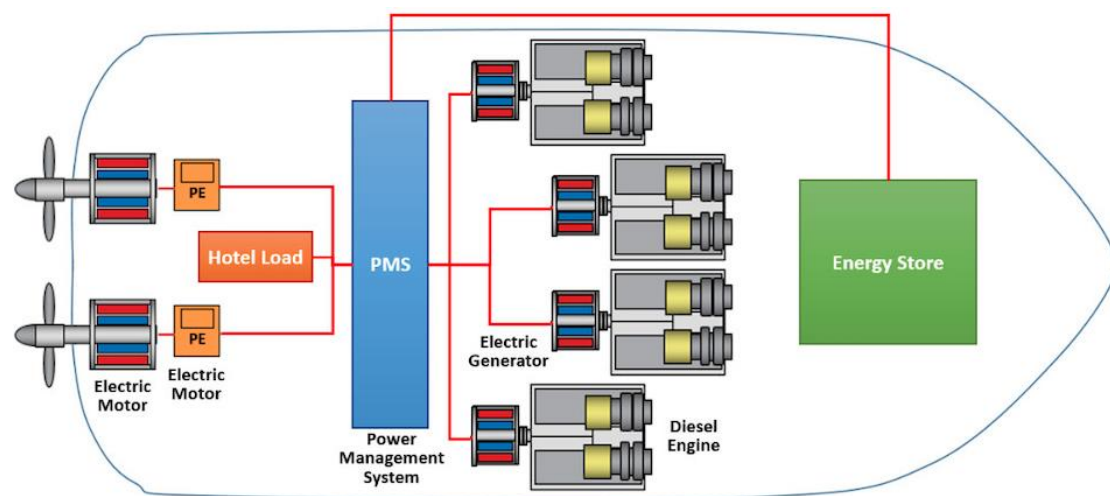 PE
Hotel Load
PMS
Energy Store
PE
Electric
Motor
Electric
Motor
Electric
Generator
Power
Management
System
Diesel
Engine